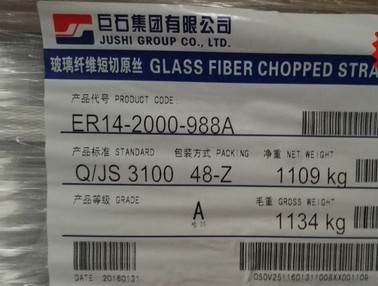 巨石集团有限公司
JUSHI GROUP CO., LTD.
玻璃纤维短切原丝 GLASS FIBER CHOPPED STRA
产品代号 PRODUCT CODE:
ER14-2000-988A
产品标准 STANDARD 包装方式 PACKING 净重 NET WEIGHT
Q/JS 3100 48-Z 1109 kg
产品等级 GRADE 毛重 GROSS WEIGHT
A 1134 kg
DATE: 20160131